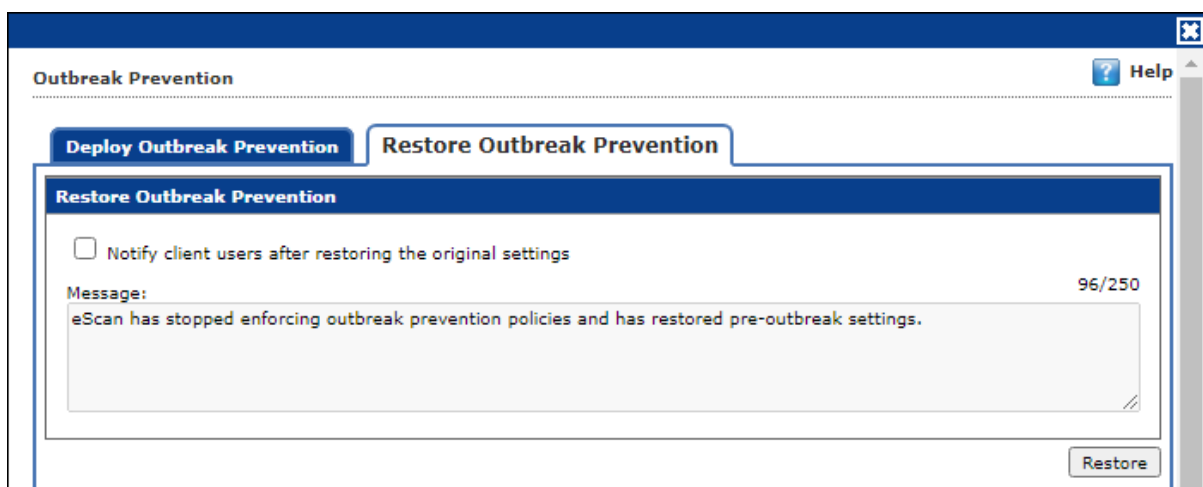 Outbreak Prevention
Help
Deploy Outbreak Prevention
Restore Outbreak Prevention
Restore Outbreak Prevention
Notify client users after restoring the original settings
96/250
Message:
eScan has stopped enforcing outbreak prevention policies and has restored pre-outbreak settings.
Restore